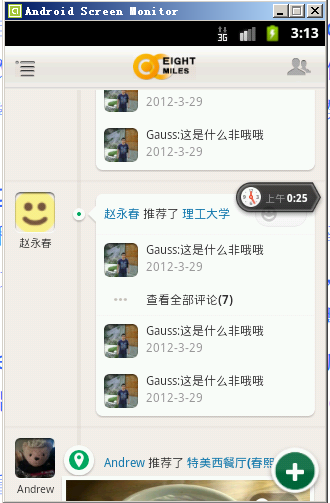 Android Screen Monitor
3G
3:13
EIGHT
MILES
2012-3-29
Gauss:这是什么非哦哦
2012-3-29
赵永春
赵永春 推荐了 理工大学
上午 0:25
Gauss:这是什么非哦哦
2012-3-29
查看全部评论(7)
Gauss:这是什么非哦哦
2012-3-29
Gauss:这是什么非哦哦
2012-3-29
Andrew
Andrew 推荐了 特美西餐厅(春熙